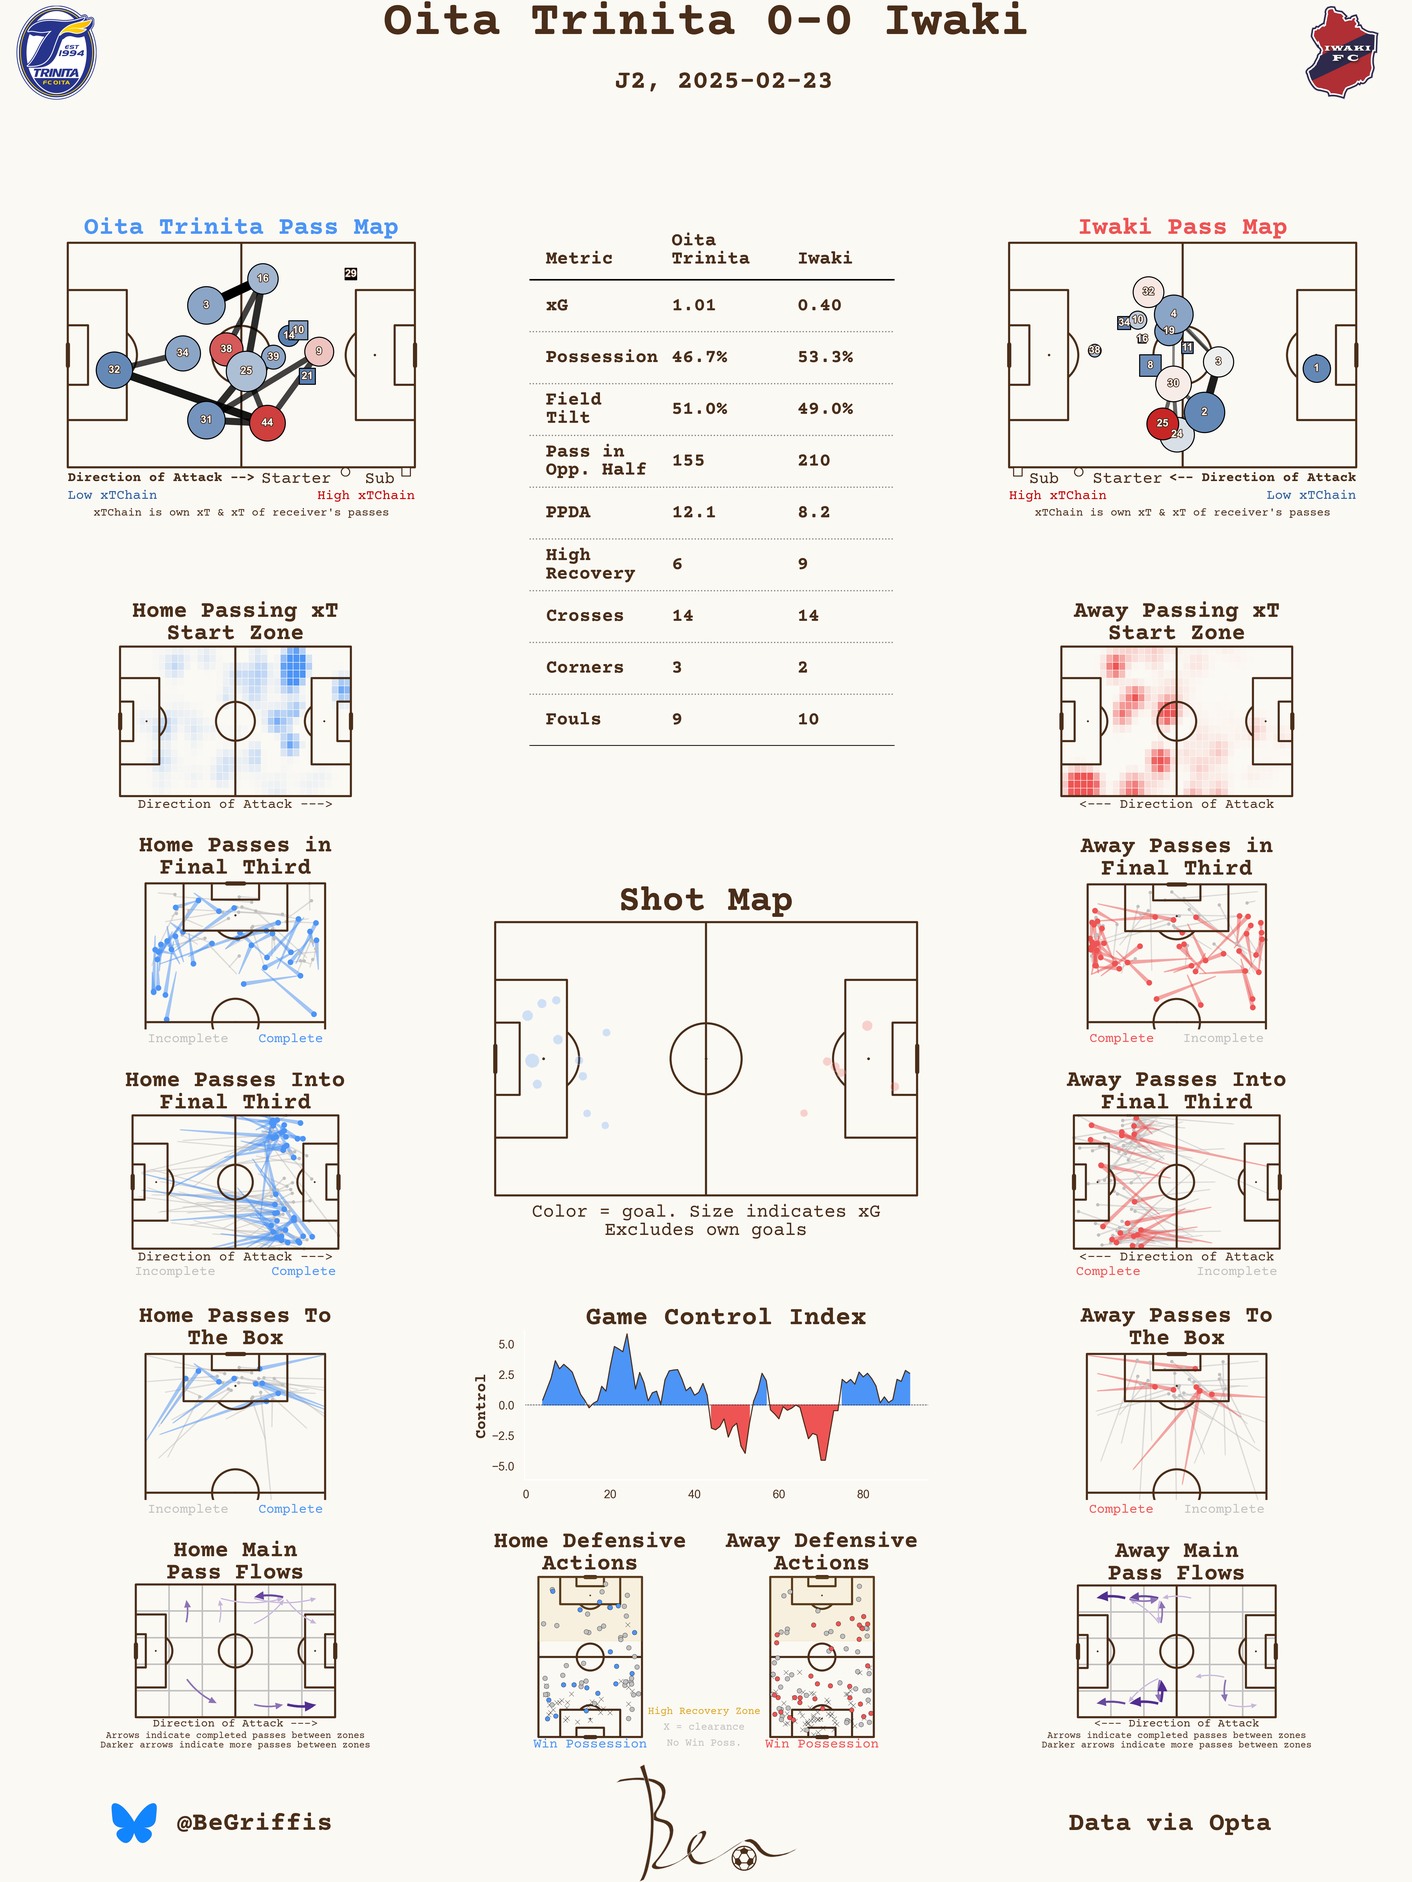 Oita Trinita 0-0 Iwaki
J2, 2025-02-23
EST
1994
TRINITA
FC OITA
IWAKI
FC
Oita Trinita Pass Map
16
29
3
10
14
38
39
9
34
25
32
21
31
44
Direction of Attack --> Starter Sub
Low xTChain High xTChain
xTChain is own xT & xT of receiver's passes
Metric Oita Trinita Iwaki
xG 1.01 0.40
Possession 46.7% 53.3%
Field Tilt 51.0% 49.0%
Pass in Opp. Half 155 210
PPDA 12.1 8.2
High Recovery 6 9
Crosses 14 14
Corners 3 2
Fouls 9 10
Iwaki Pass Map
32
4
34
10
19
16
11
38
8
3
1
30
2
25
24
Sub Starter <-- Direction of Attack
High xTChain Low xTChain
xTChain is own xT & xT of receiver's passes
Home Passing xT
Start Zone
Direction of Attack --->
Away Passing xT
Start Zone
<--- Direction of Attack
Home Passes in
Final Third
Incomplete Complete
Away Passes in
Final Third
Complete Incomplete
Shot Map
Color = goal. Size indicates xG
Excludes own goals
Home Passes Into
Final Third
Direction of Attack --->
Incomplete Complete
Away Passes Into
Final Third
<--- Direction of Attack
Complete Incomplete
Home Passes To
The Box
Incomplete Complete
Game Control Index
Control
5.0
2.5
0.0
−2.5
−5.0
0 20 40 60 80
Away Passes To
The Box
Complete Incomplete
Home Main
Pass Flows
Direction of Attack --->
Arrows indicate completed passes between zones
Darker arrows indicate more passes between zones
Home Defensive
Actions
Win Possession
Away Defensive
Actions
Win Possession
High Recovery Zone
X = clearance
No Win Poss.
Away Main
Pass Flows
<--- Direction of Attack
Arrows indicate completed passes between zones
Darker arrows indicate more passes between zones
@BeGriffis
Ben
Data via Opta